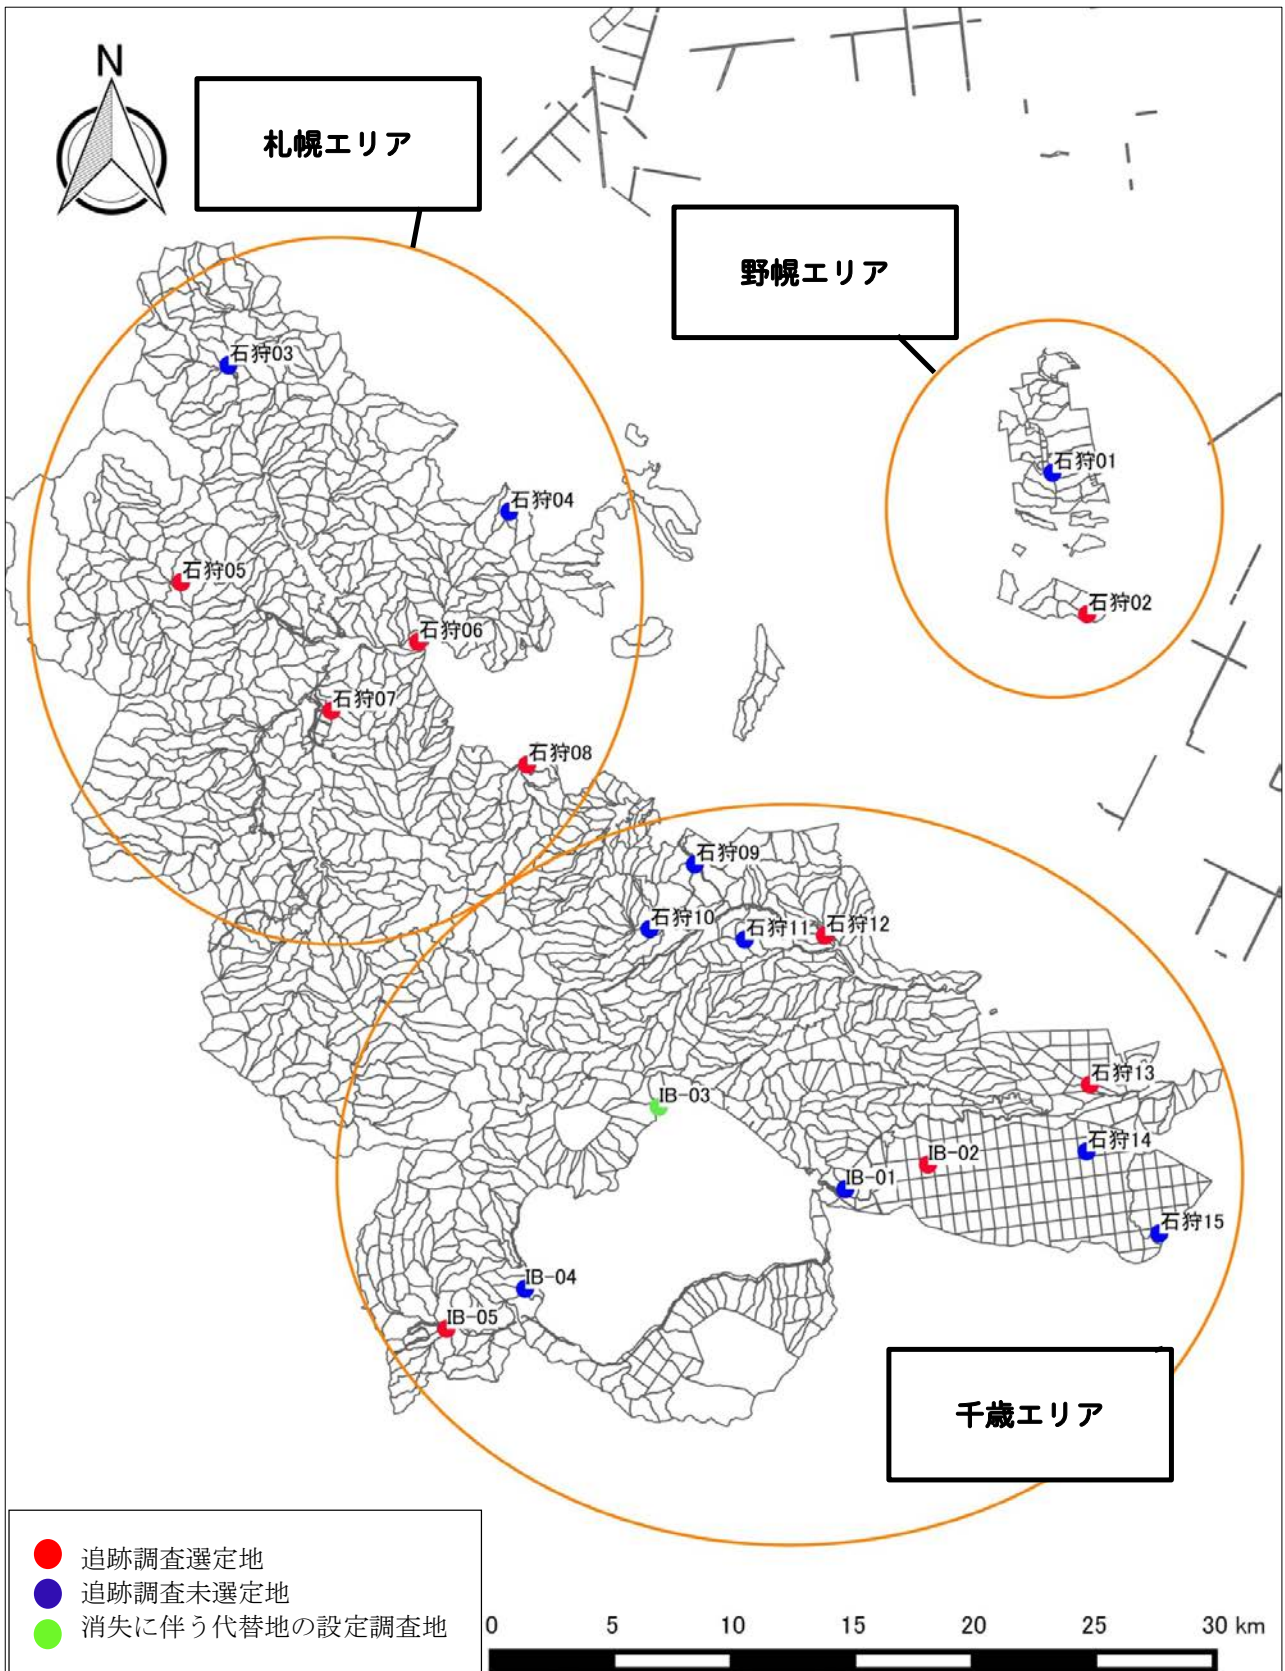 N
札幌エリア
野幌エリア
石狩03
石狩01
石狩04
石狩05
石狩02
石狩06
石狩07
石狩08
石狩09
石狩10
石狩11
石狩12
石狩13
IB-03
石狩14
IB-02
IB-01
石狩15
IB-04
IB-05
千歳エリア
追跡調査選定地
追跡調査未選定地
消失に伴う代替地の設定調査地
0 5 10 15 20 25 30 km